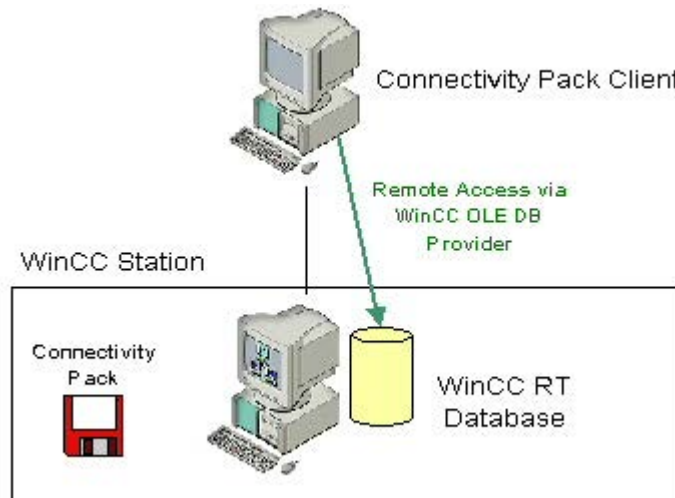 Connectivity Pack Client
Remote Access via
WinCC OLE DB
Provider
WinCC Station
Connectivity
Pack
WinCC RT
Database